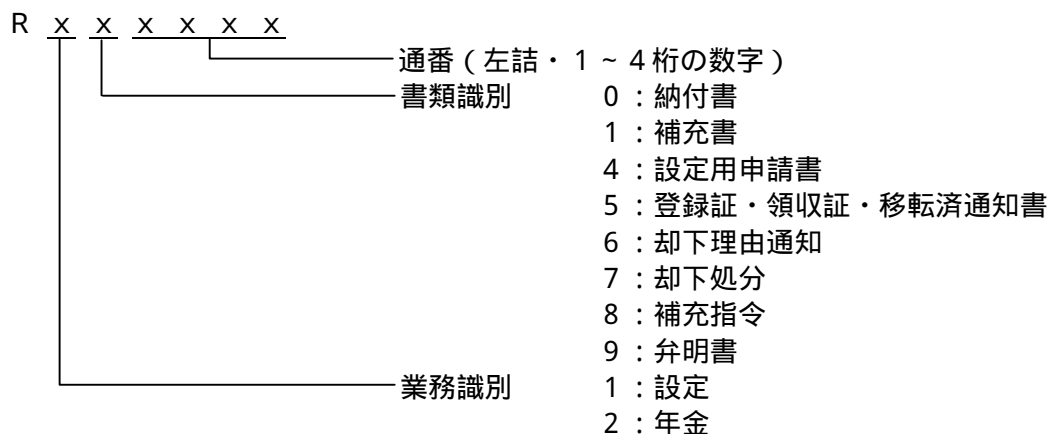 R x x x x x x
通番（左詰・１～４桁の数字）
書類識別 0：納付書
1：補充書
4：設定用申請書
5：登録証・領収証・移転済通知書
6：却下理由通知
7：却下処分
8：補充指令
9：弁明書
業務識別 1：設定
2：年金